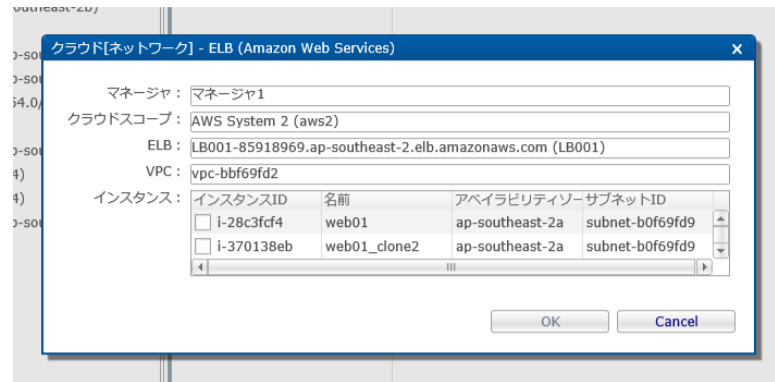 クラウド[ネットワーク] - ELB (Amazon Web Services)
マネージャ： マネージャ1
クラウドスコープ： AWS System 2 (aws2)
ELB： LB001-85918969.ap-southeast-2.elb.amazonaws.com (LB001)
VPC： vpc-bbf69fd2
インスタンス： インスタンスID 名前 アベイラビリティゾー サブネットID
i-28c3fcf4 web01 ap-southeast-2a subnet-b0f69fd9
i-370138eb web01_clone2 ap-southeast-2a subnet-b0f69fd9
OK Cancel